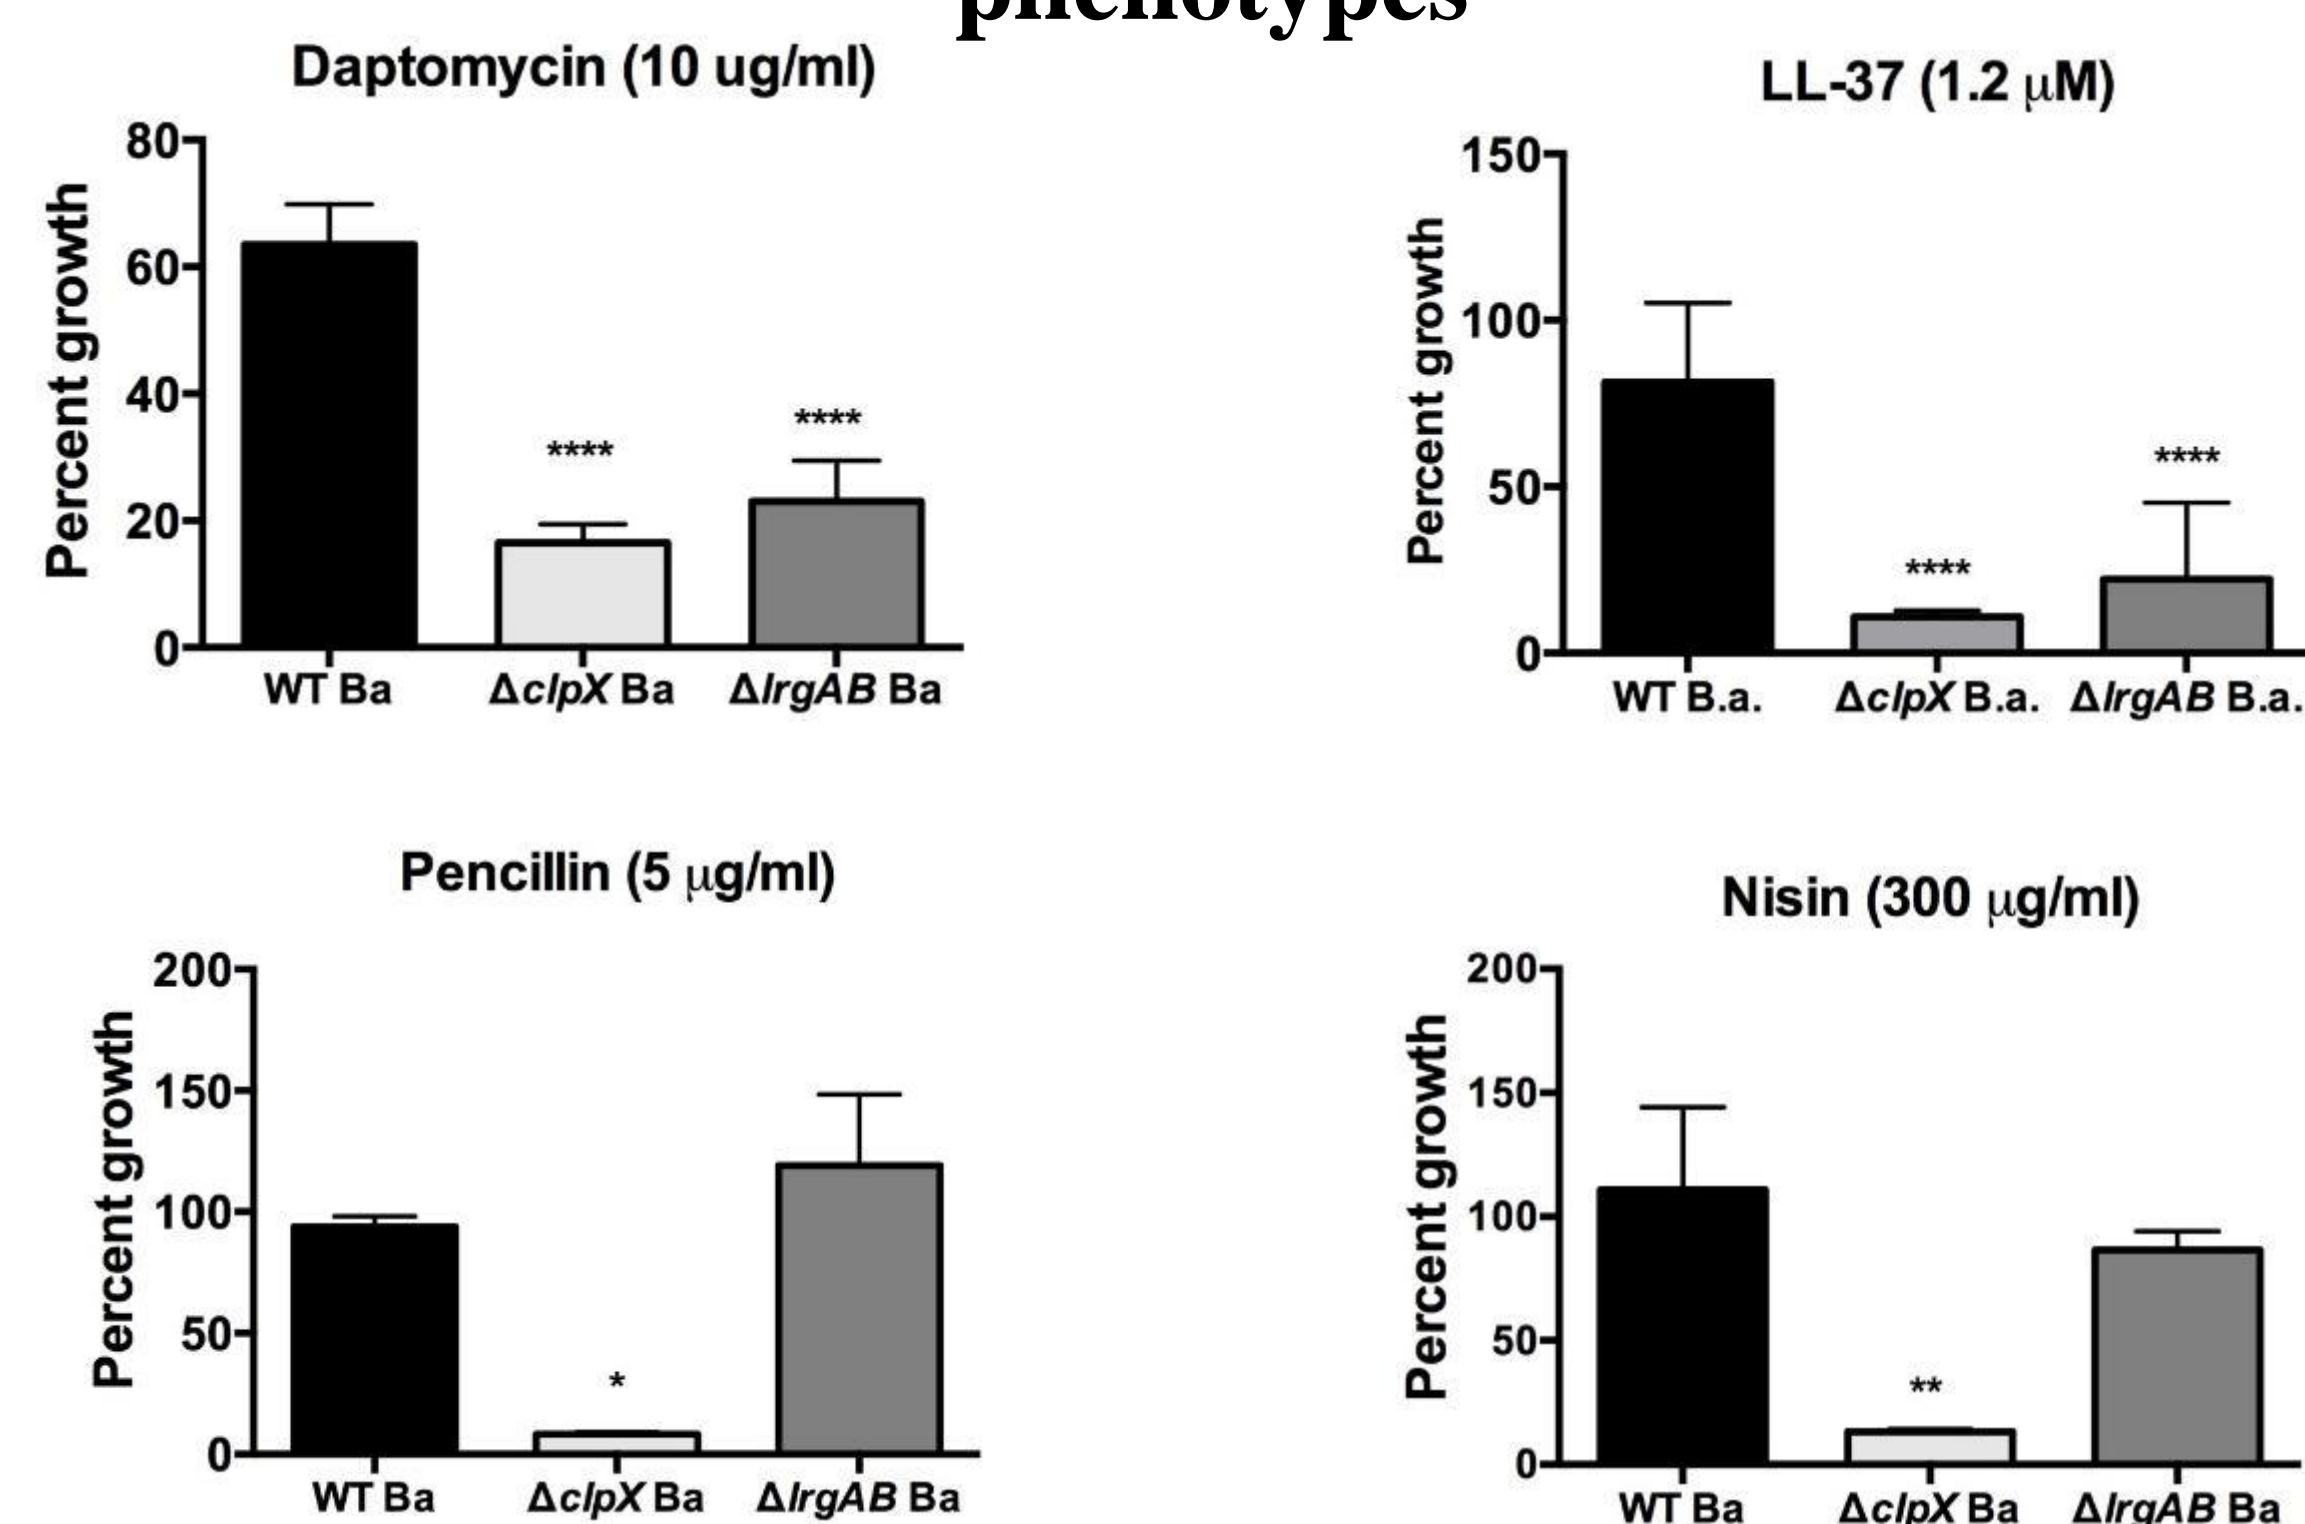 phenotypes
Daptomycin (10 ug/ml)
Percent growth
80
60
40
20
0
****
****
WT Ba
ΔclpX Ba
ΔlrgAB Ba
LL-37 (1.2 µM)
Percent growth
150
100
50
0
****
****
WT B.a.
ΔclpX B.a.
ΔlrgAB B.a.
Pencillin (5 µg/ml)
Percent growth
200
150
100
50
0
*
WT Ba
ΔclpX Ba
ΔlrgAB Ba
Nisin (300 µg/ml)
Percent growth
200
150
100
50
0
**
WT Ba
ΔclpX Ba
ΔlrgAB Ba